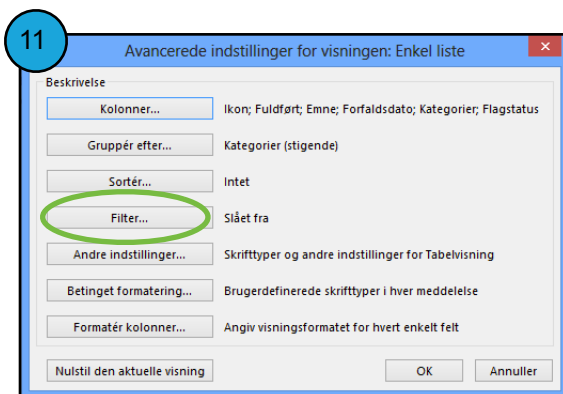 11
Avancerede indstillinger for visningen: Enkel liste
Beskrivelse
Kolonner... Ikon; Fuldført; Emne; Forfaldsdato; Kategorier; Flagstatus
Gruppér efter... Kategorier (stigende)
Sortér... Intet
Filter... Slået fra
Andre indstillinger... Skrifttyper og andre indstillinger for Tabelvisning
Betinget formatering... Brugerdefinerede skrifttyper i hver meddelelse
Formatér kolonner... Angiv visningsformatet for hvert enkelt felt
Nulstil den aktuelle visning OK Annuller